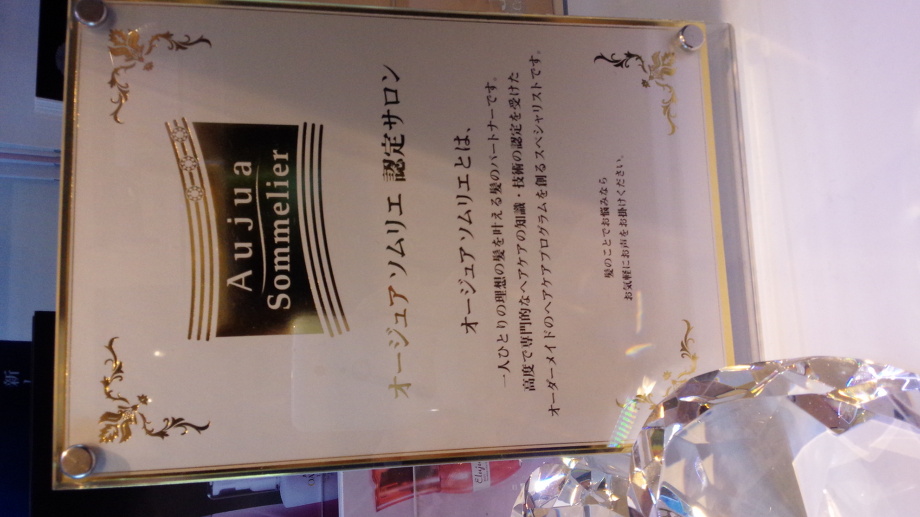 Aujua
Sommelier
オージュアソムリエ 認定サロン
オージュアソムリエとは、
一人ひとりの理想の髪を叶える髪のパートナーです。
高度で専門的なヘアケアの知識・技術の認定を受けた
オーダーメイドのヘアケアプログラムを創るスペシャリストです。
髪のことでお悩みなら
お気軽にお声をお掛けください。